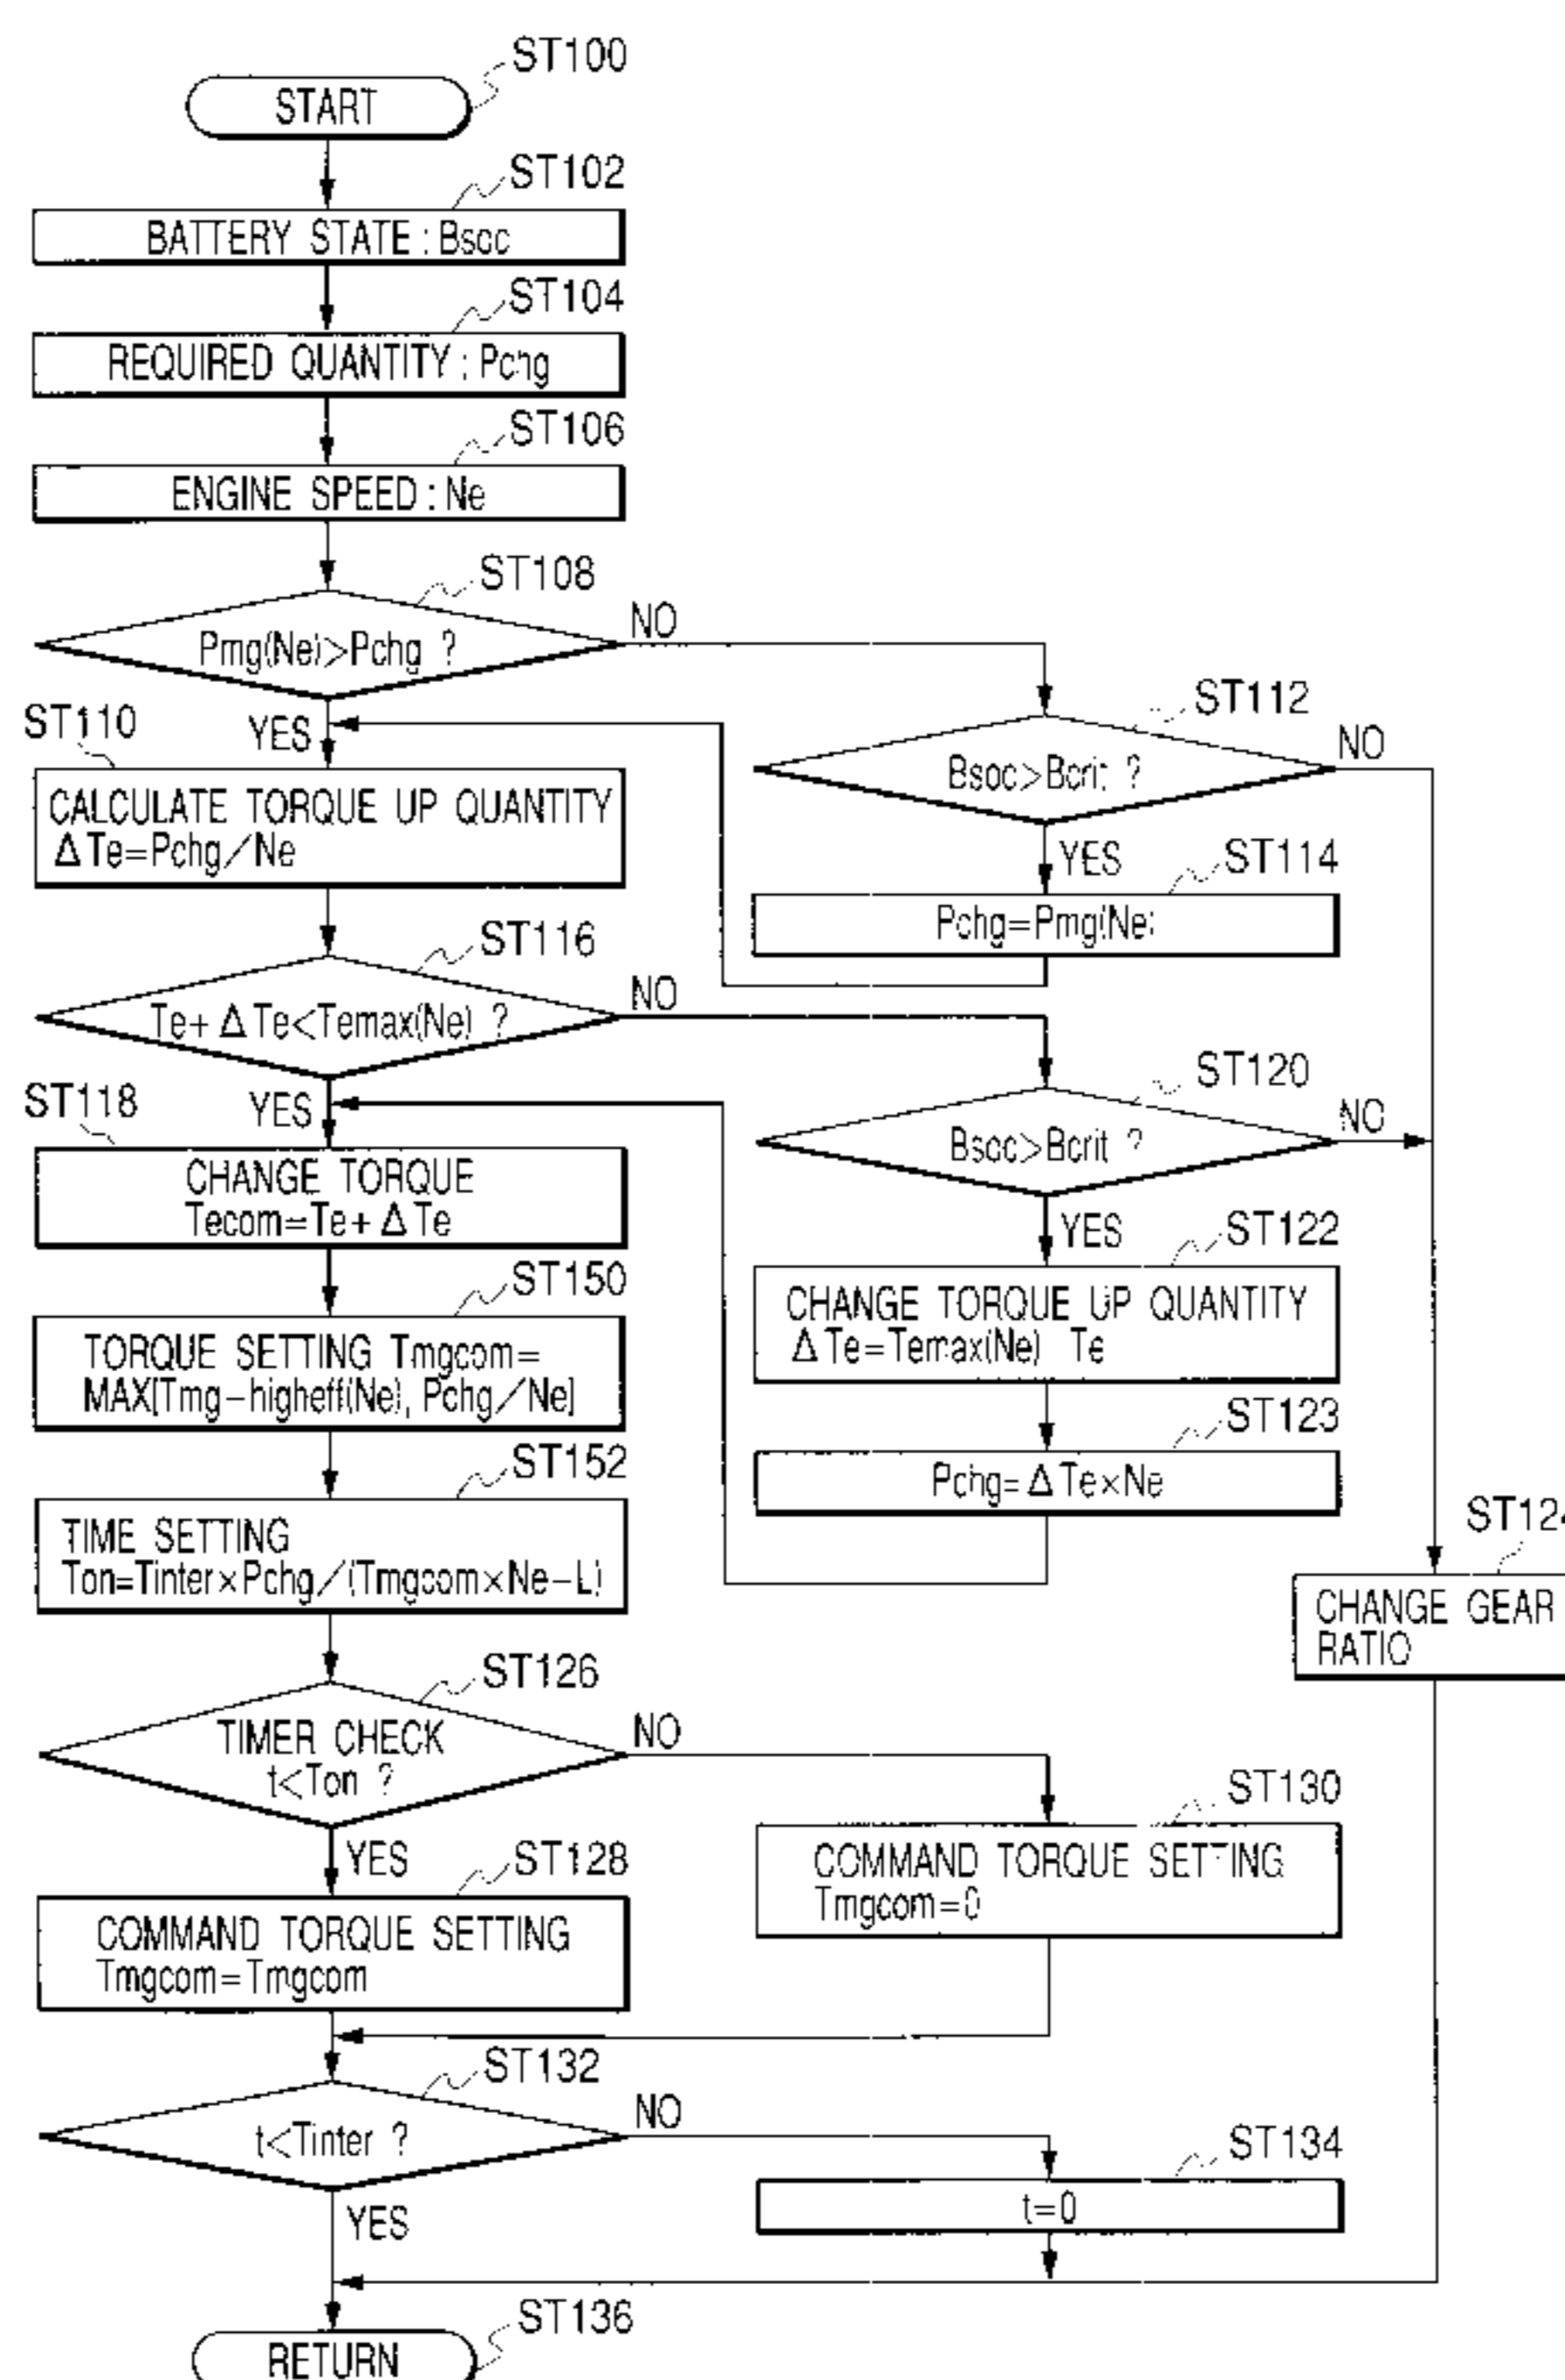 ST100
START
ST102
BATTERY STATE : Bsoc
ST104
REQUIRED QUANTITY : Pchg
ST106
ENGINE SPEED : Ne
ST108
Pmg(Ne)>Pchg ?
NO
YES
ST112
Bsoc>Bcrit ?
NO
YES
ST110
CALCULATE TORQUE UP QUANTITY
ΔTe=Pchg/Ne
ST114
Pchg=Pmg(Ne)
ST116
Te+ΔTe<Temax(Ne) ?
NO
YES
ST120
Bsoc>Bcrit ?
NO
YES
ST118
CHANGE TORQUE
Tecom=Te+ΔTe
ST122
CHANGE TORQUE UP QUANTITY
ΔTe=Temax(Ne) Te
ST150
TORQUE SETTING Tmgcom=
MAX[Tmg-higheff(Ne), Pchg/Ne]
ST123
Pchg=ΔTe×Ne
ST152
TIME SETTING
Ton=Tinter×Pchg/(Tmgcom×Ne-L)
ST124
CHANGE GEAR
RATIO
ST126
TIMER CHECK
t<Ton ?
NO
YES
ST130
COMMAND TORQUE SETTING
Tmgcom=0
ST128
COMMAND TORQUE SETTING
Tmgcom=Tmgcom
ST132
t<Tinter ?
NO
YES
ST134
t=0
ST136
RETURN